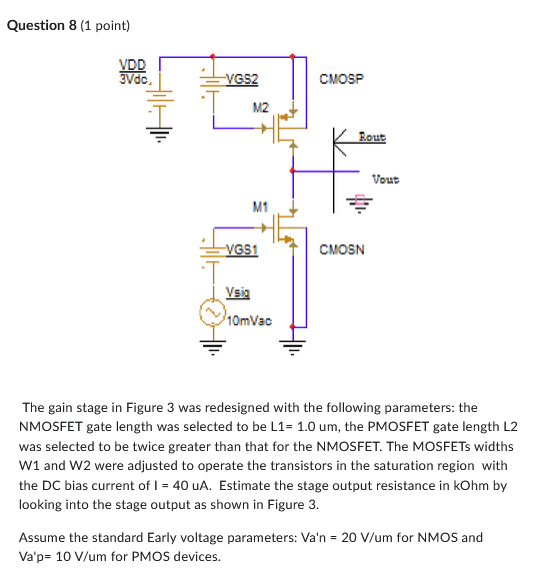 Question 8 (1 point)
VDD
3Vdc
VGS2
CMOSP
M2
Rout
Vout
M1
VGS1
CMOSN
Vsig
10mVac
The gain stage in Figure 3 was redesigned with the following parameters: the
NMOSFET gate length was selected to be L1= 1.0 um, the PMOSFET gate length L2
was selected to be twice greater than that for the NMOSFET. The MOSFETs widths
W1 and W2 were adjusted to operate the transistors in the saturation region with
the DC bias current of I = 40 uA. Estimate the stage output resistance in kOhm by
looking into the stage output as shown in Figure 3.
Assume the standard Early voltage parameters: Va'n = 20 V/um for NMOS and
Va'p= 10 V/um for PMOS devices.